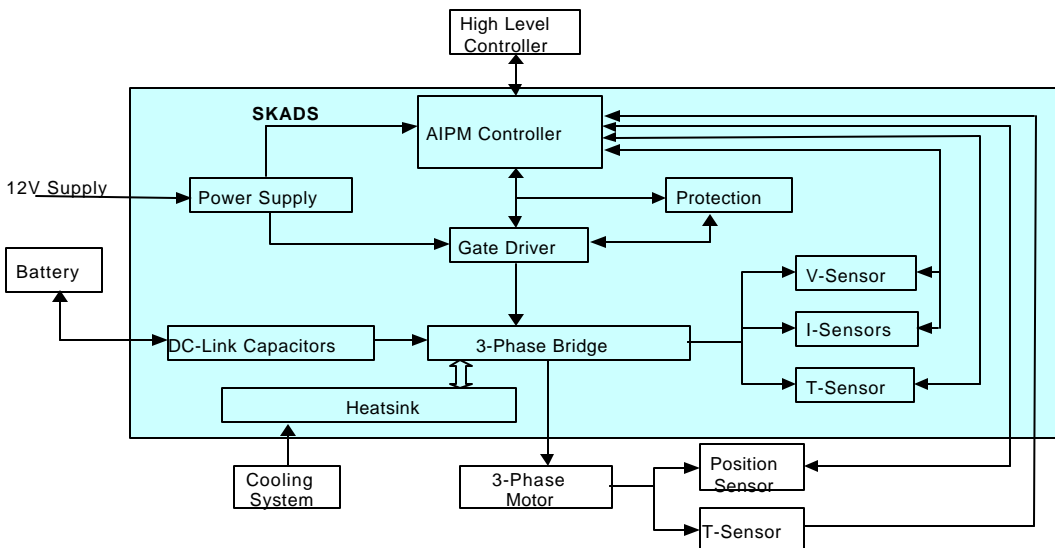 High Level
Controller
SKADS
AIPM Controller
12V Supply
Power Supply
Protection
Gate Driver
Battery
V-Sensor
I-Sensors
DC-Link Capacitors
3-Phase Bridge
T-Sensor
Heatsink
Cooling
System
3-Phase
Motor
Position
Sensor
T-Sensor